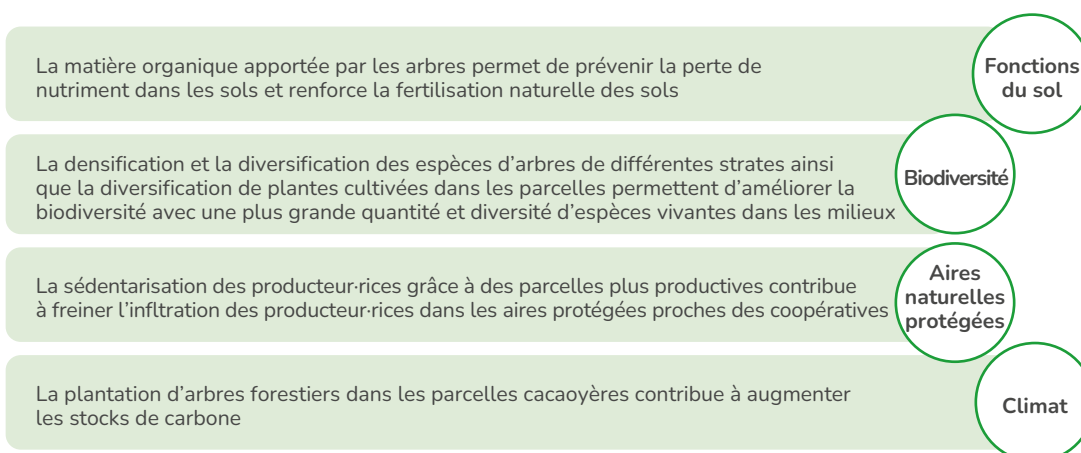 La matière organique apportée par les arbres permet de prévenir la perte de
nutriment dans les sols et renforce la fertilisation naturelle des sols
Fonctions
du sol
La densification et la diversification des espèces d'arbres de différentes strates ainsi
que la diversification de plantes cultivées dans les parcelles permettent d'améliorer la
biodiversité avec une plus grande quantité et diversité d'espèces vivantes dans les milieux
Biodiversité
La sédentarisation des producteur·rices grâce à des parcelles plus productives contribue
à freiner l'infltration des producteur·rices dans les aires protégées proches des coopératives
Aires
naturelles
protégées
La plantation d'arbres forestiers dans les parcelles cacaoyères contribue à augmenter
les stocks de carbone
Climat